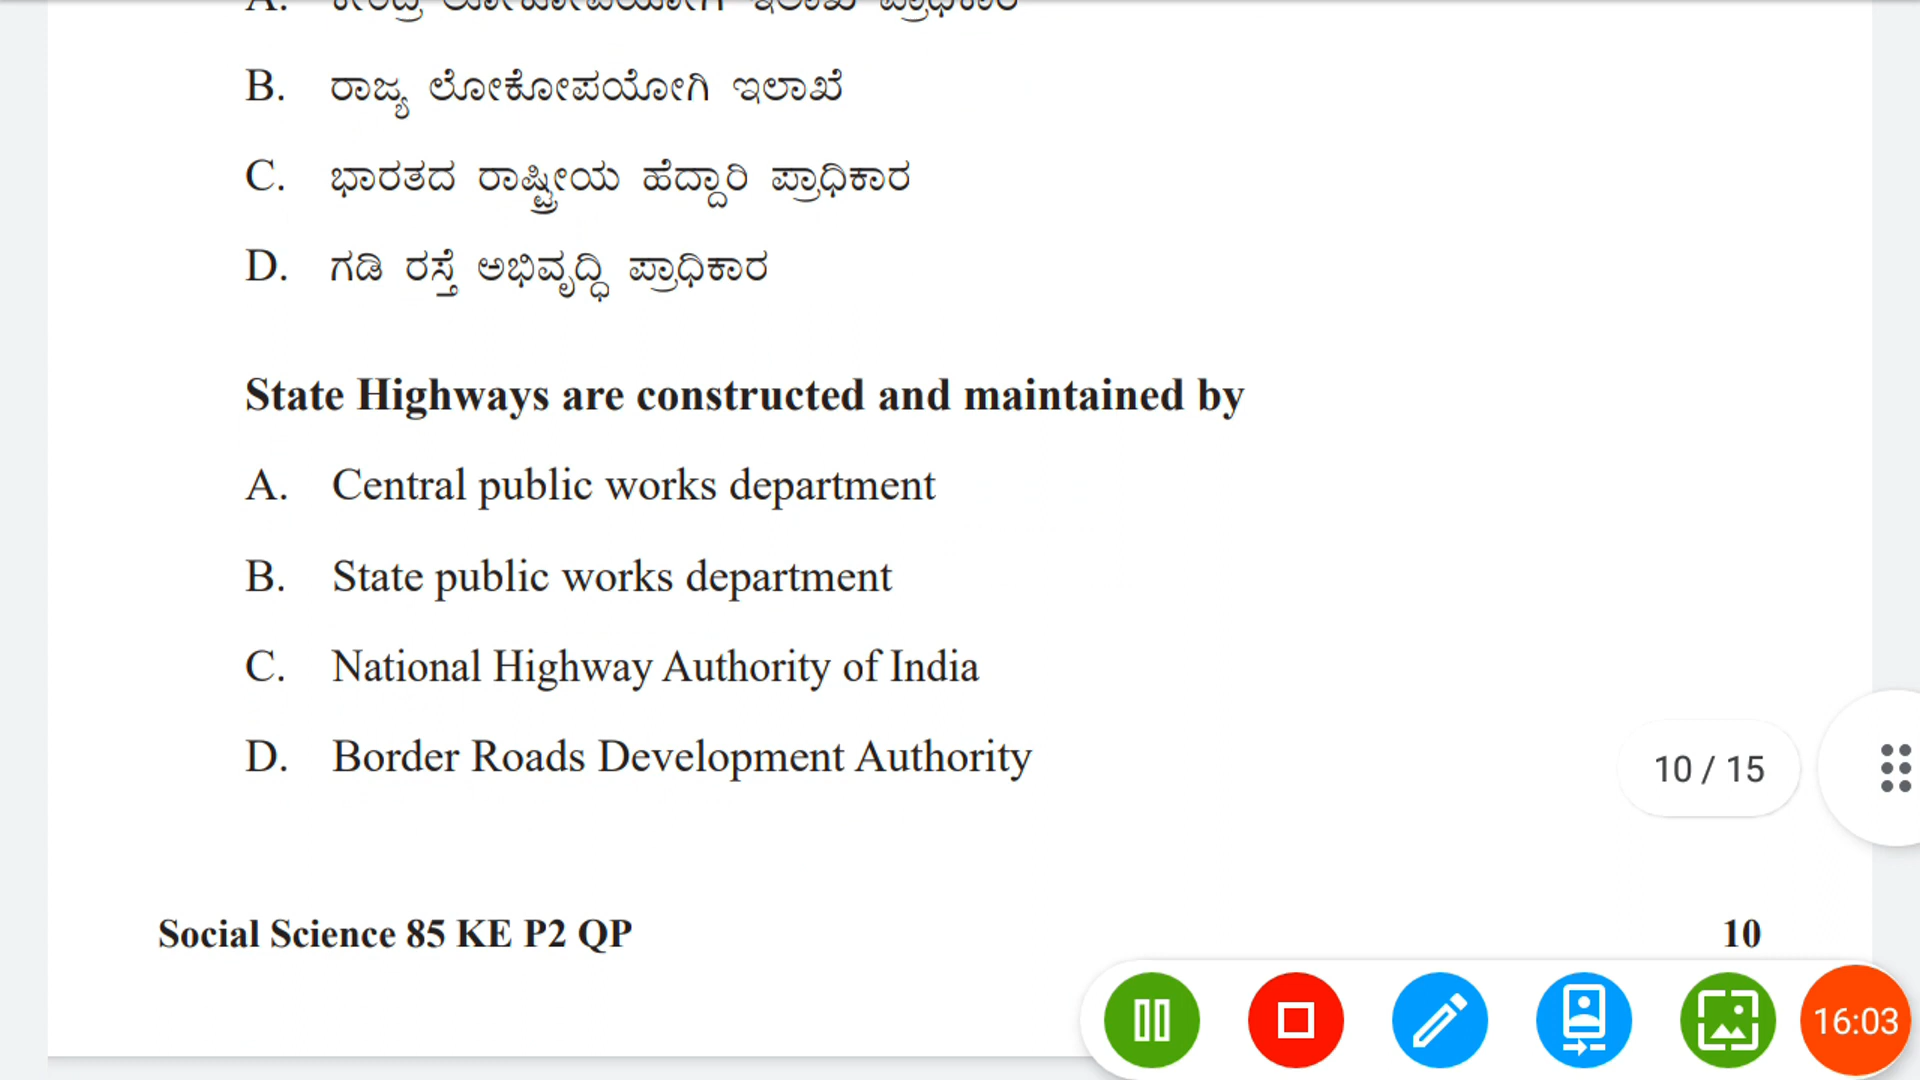 B. ರಾಜ್ಯ ಲೋಕೋಪಯೋಗಿ ಇಲಾಖೆ
C. ಭಾರತದ ರಾಷ್ಟ್ರೀಯ ಹೆದ್ದಾರಿ ಪ್ರಾಧಿಕಾರ
D. ಗಡಿ ರಸ್ತೆ ಅಭಿವೃದ್ಧಿ ಪ್ರಾಧಿಕಾರ
State Highways are constructed and maintained by
A. Central public works department
B. State public works department
C. National Highway Authority of India
D. Border Roads Development Authority
10 / 15
Social Science 85 KE P2 QP
10
16:03